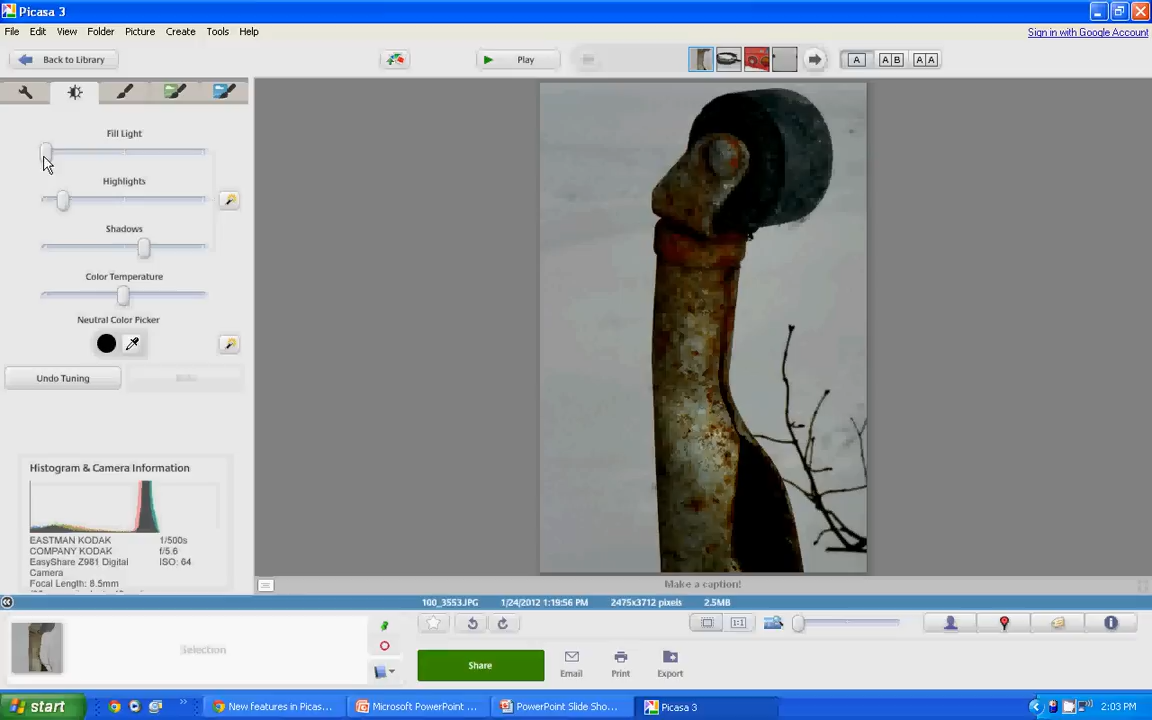 Picasa 3
File Edit View Folder Picture Create Tools Help
Sign in with Google Account
Back to Library
Play
A
A B
A A
Fill Light
Highlights
Shadows
Color Temperature
Neutral Color Picker
Undo Tuning
Histogram & Camera Information
EASTMAN KODAK 1/500s
COMPANY KODAK f/5.6
EasyShare Z981 Digital ISO: 64
Camera
Focal Length: 8.5mm
Make a caption!
100_3553.JPG 1/24/2012 1:19:56 PM 2475x3712 pixels 2.5MB
1:1
Selection
Share
Email
Print
Export
start
New features in Picas...
Microsoft PowerPoint ...
PowerPoint Slide Sho...
Picasa 3
2:03 PM